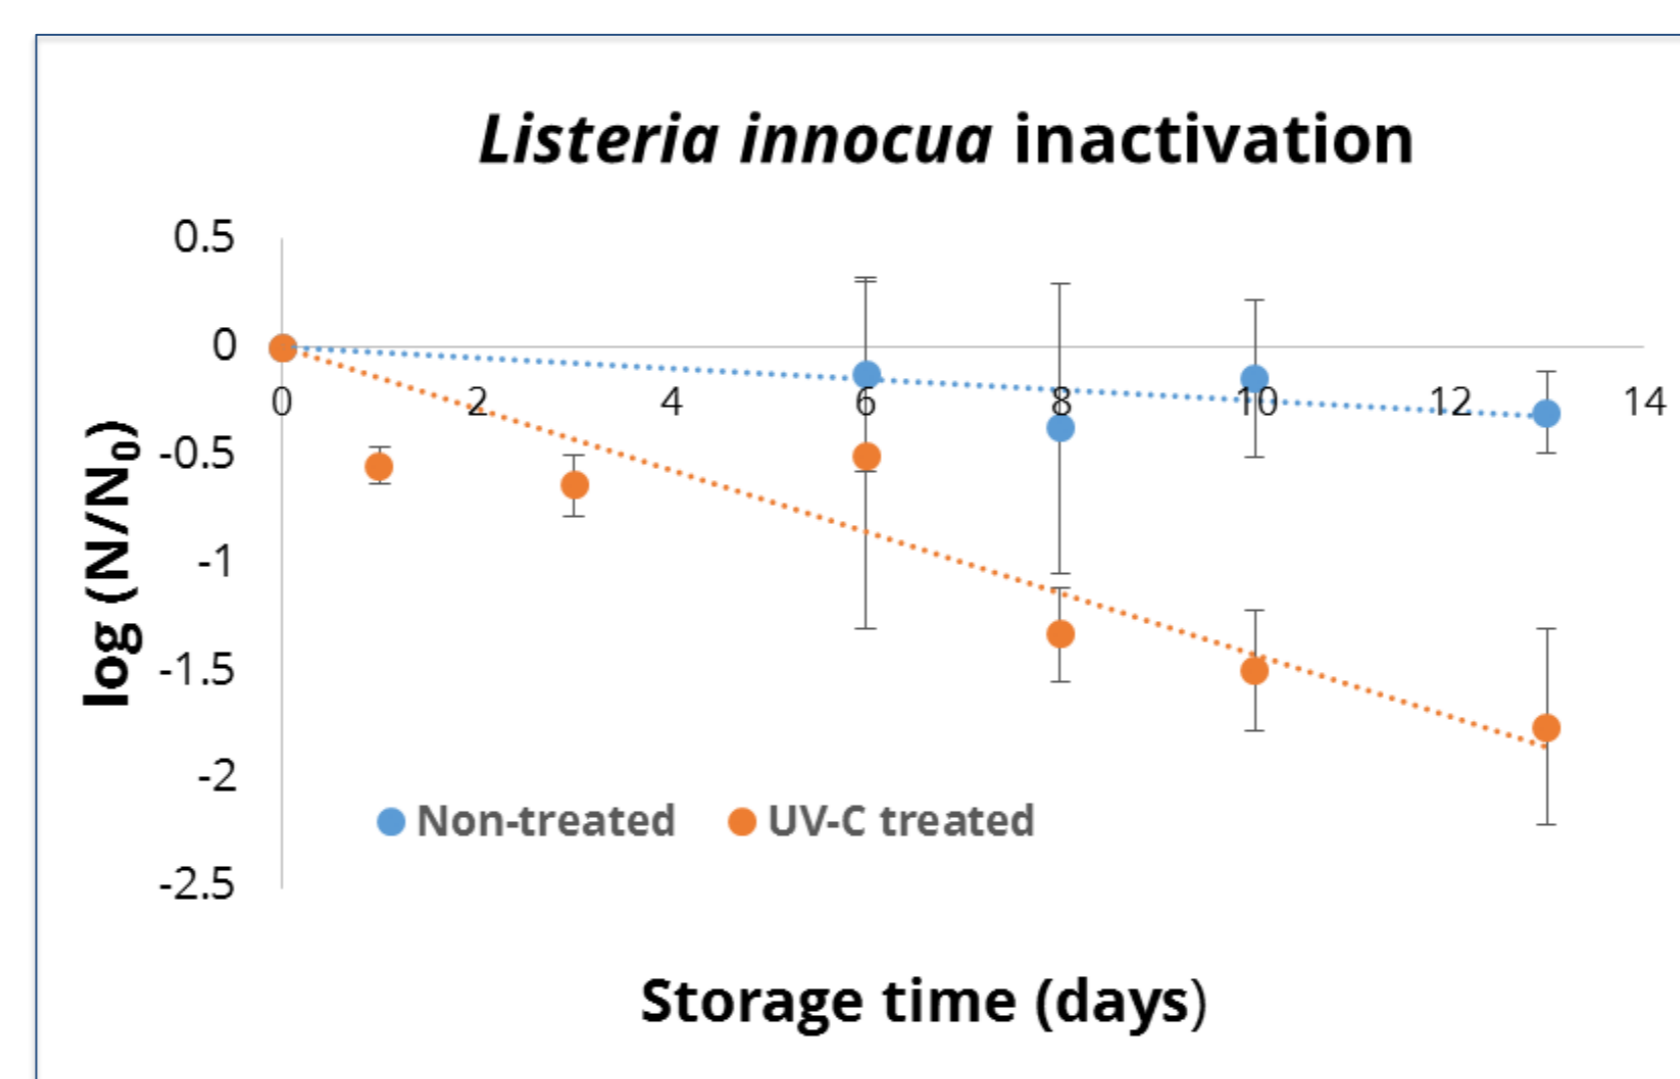 Listeria innocua inactivation
0.5
0
0 2 4 6 8 10 12 14
-0.5
-1
-1.5
-2
-2.5
log (N/N₀)
Non-treated UV-C treated
Storage time (days)